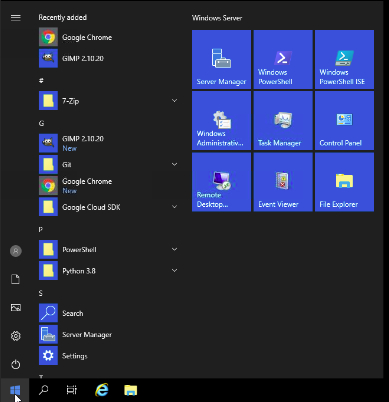 Recently added
Google Chrome
GIMP 2.10.20
#
7-Zip
G
GIMP 2.10.20
New
Git
Google Chrome
New
Google Cloud SDK
P
PowerShell
Python 3.8
S
Search
Server Manager
Settings
Windows Server
Server Manager
Windows
PowerShell
Windows
PowerShell ISE
Windows
Administrativ...
Task Manager
Control Panel
Remote
Desktop...
Event Viewer
File Explorer